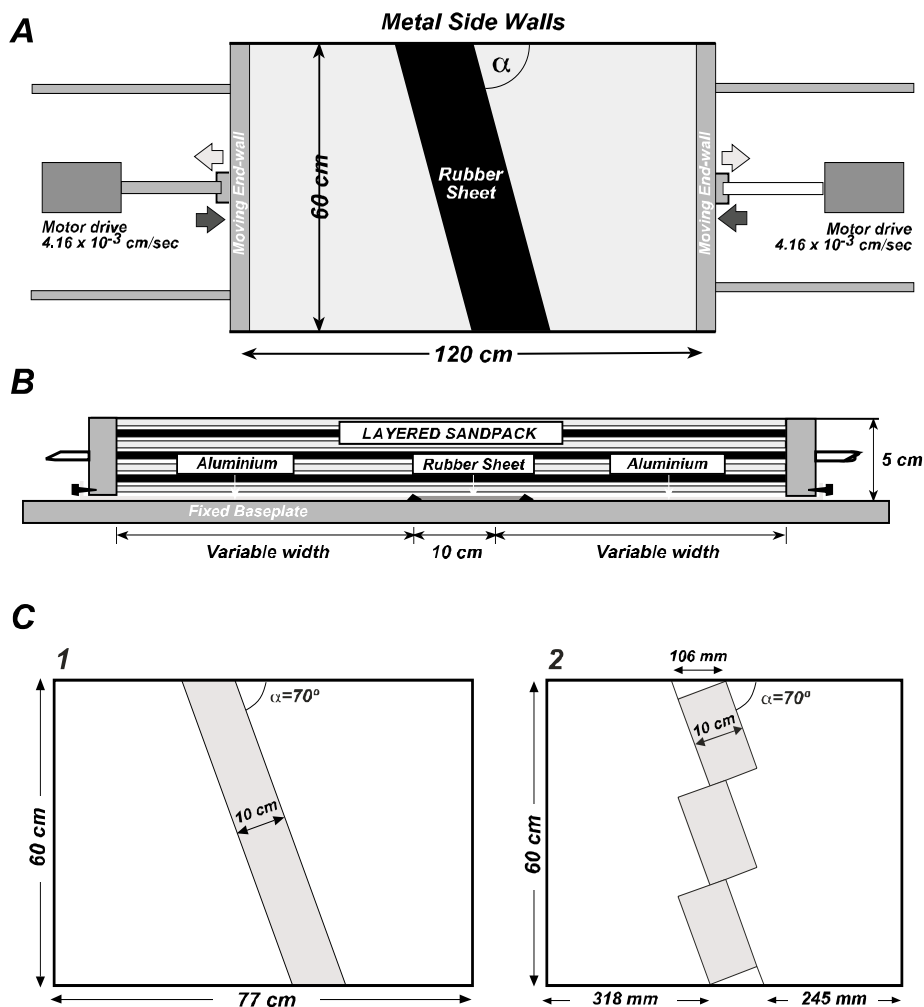 A
Metal Side Walls
α
Moving End-wall
60 cm
Rubber
Sheet
Moving End-wall
Motor drive
4.16 x 10⁻³ cm/sec
Motor drive
4.16 x 10⁻³ cm/sec
120 cm
B
LAYERED SANDPACK
Aluminium
Rubber Sheet
Aluminium
5 cm
Fixed Baseplate
Variable width
10 cm
Variable width
C
1
α=70º
10 cm
60 cm
77 cm
2
106 mm
α=70º
10 cm
60 cm
318 mm
245 mm